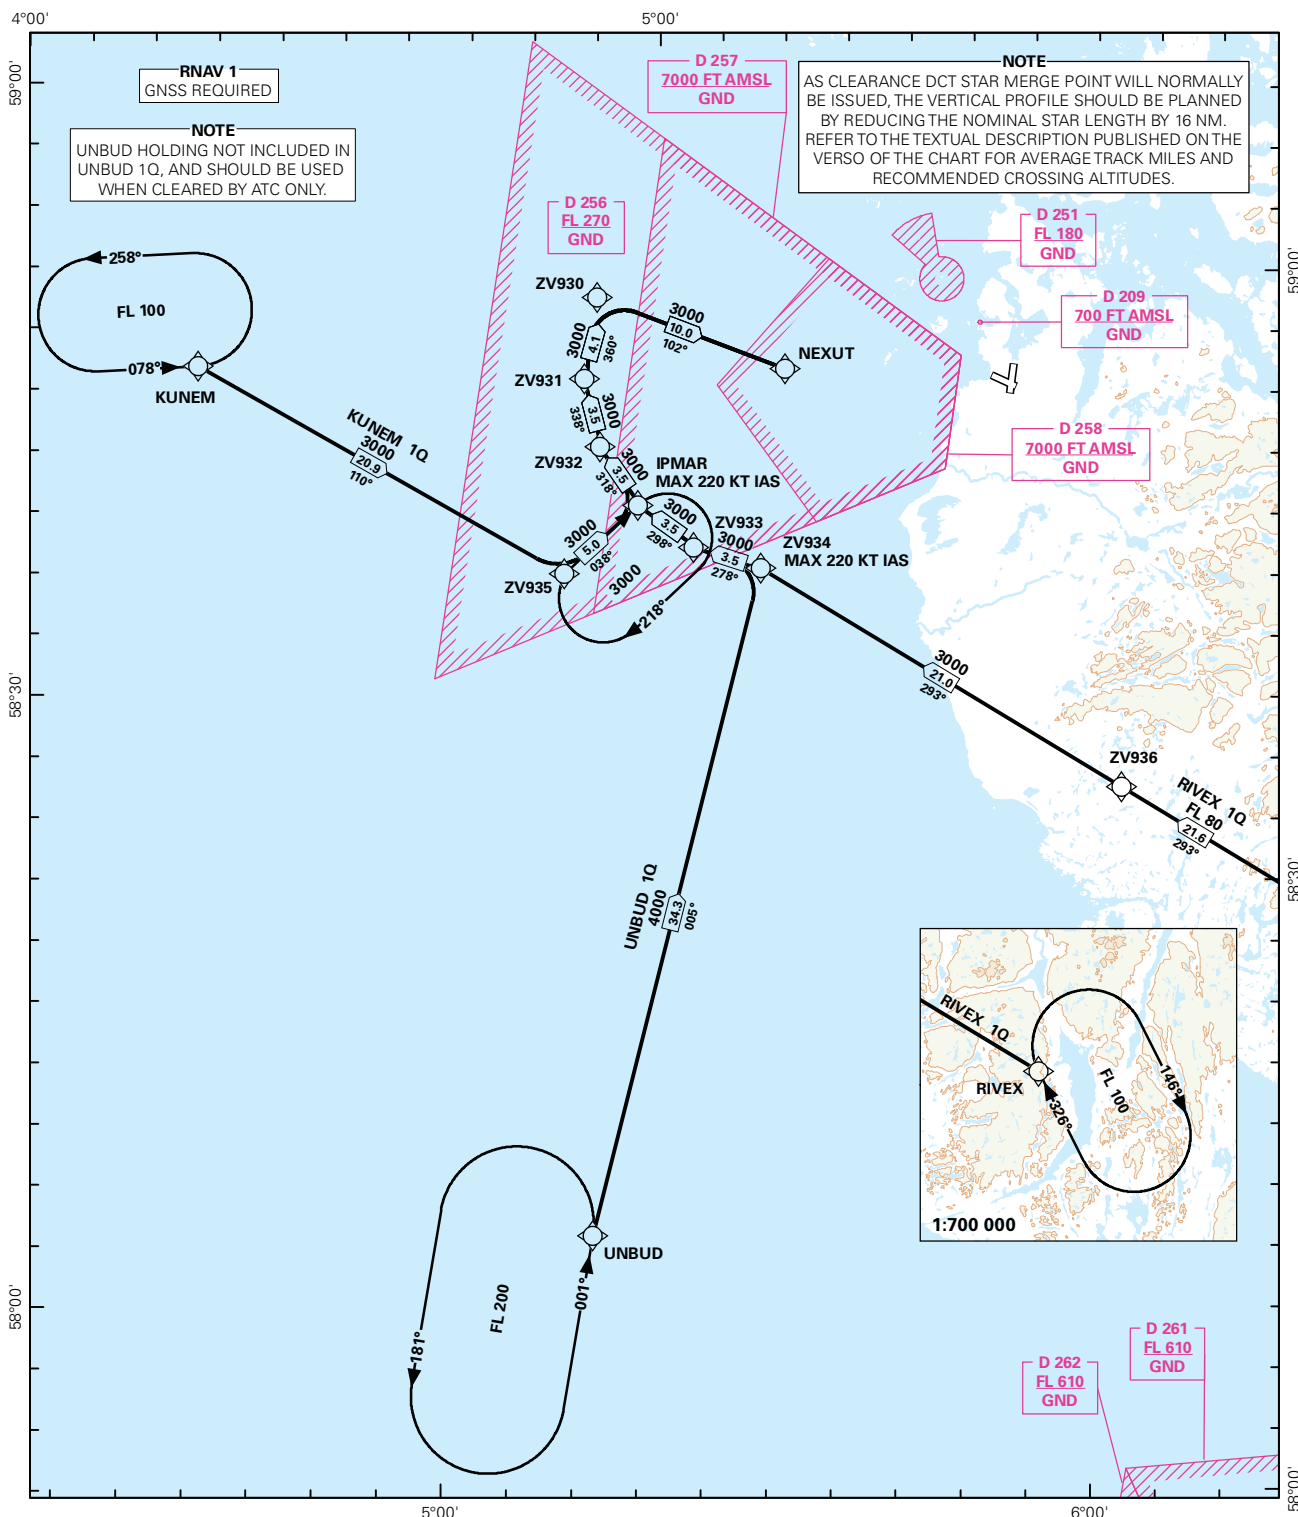 4°00'
5°00'
59°00'
RNAV 1
GNSS REQUIRED
NOTE
UNBUD HOLDING NOT INCLUDED IN
UNBUD 1Q, AND SHOULD BE USED
WHEN CLEARED BY ATC ONLY.
D 257
7000 FT AMSL
GND
NOTE
AS CLEARANCE DCT STAR MERGE POINT WILL NORMALLY
BE ISSUED, THE VERTICAL PROFILE SHOULD BE PLANNED
BY REDUCING THE NOMINAL STAR LENGTH BY 16 NM.
REFER TO THE TEXTUAL DESCRIPTION PUBLISHED ON THE
VERSO OF THE CHART FOR AVERAGE TRACK MILES AND
RECOMMENDED CROSSING ALTITUDES.
D 256
FL 270
GND
D 251
FL 180
GND
59°00'
258°
FL 100
078°
KUNEM
ZV930
3000
10.0
102°
NEXUT
D 209
700 FT AMSL
GND
3000
4.1
360°
ZV931
3000
3.5
338°
ZV932
3000
3.5
318°
IPMAR
MAX 220 KT IAS
D 258
7000 FT AMSL
GND
KUNEM 1Q
3000
20.9
110°
3000
5.0
038°
ZV935
3000
3.5
298°
ZV933
3000
3.5
278°
ZV934
MAX 220 KT IAS
3000
218°
58°30'
3000
21.0
293°
ZV936
RIVEX 1Q
FL 80
21.6
293°
58°30'
UNBUD 1Q
4000
34.3
005°
RIVEX 1Q
RIVEX
FL 100
146°
326°
1:700 000
UNBUD
FL 200
001°
181°
58°00'
D 261
FL 610
GND
D 262
FL 610
GND
58°00'
5°00'
6°00'